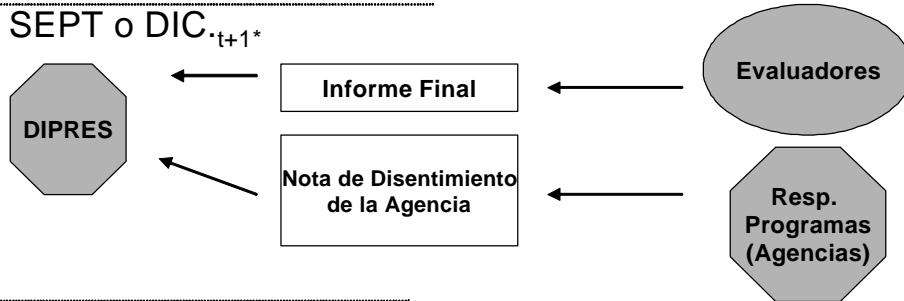 SEPT o DIC.t+1*
DIPRES
Informe Final
Evaluadores
Nota de Disentimiento
de la Agencia
Resp.
Programas
(Agencias)